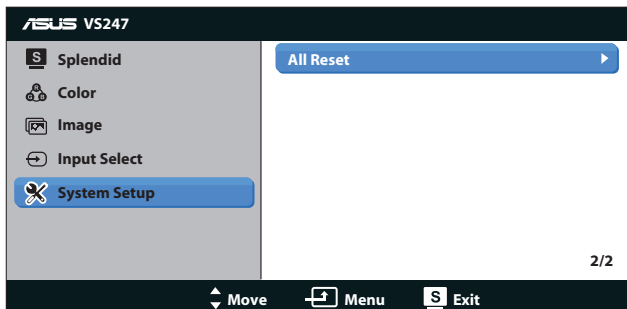 ASUS VS247
S Splendid
Color
Image
Input Select
System Setup
All Reset
2/2
Move Menu S Exit